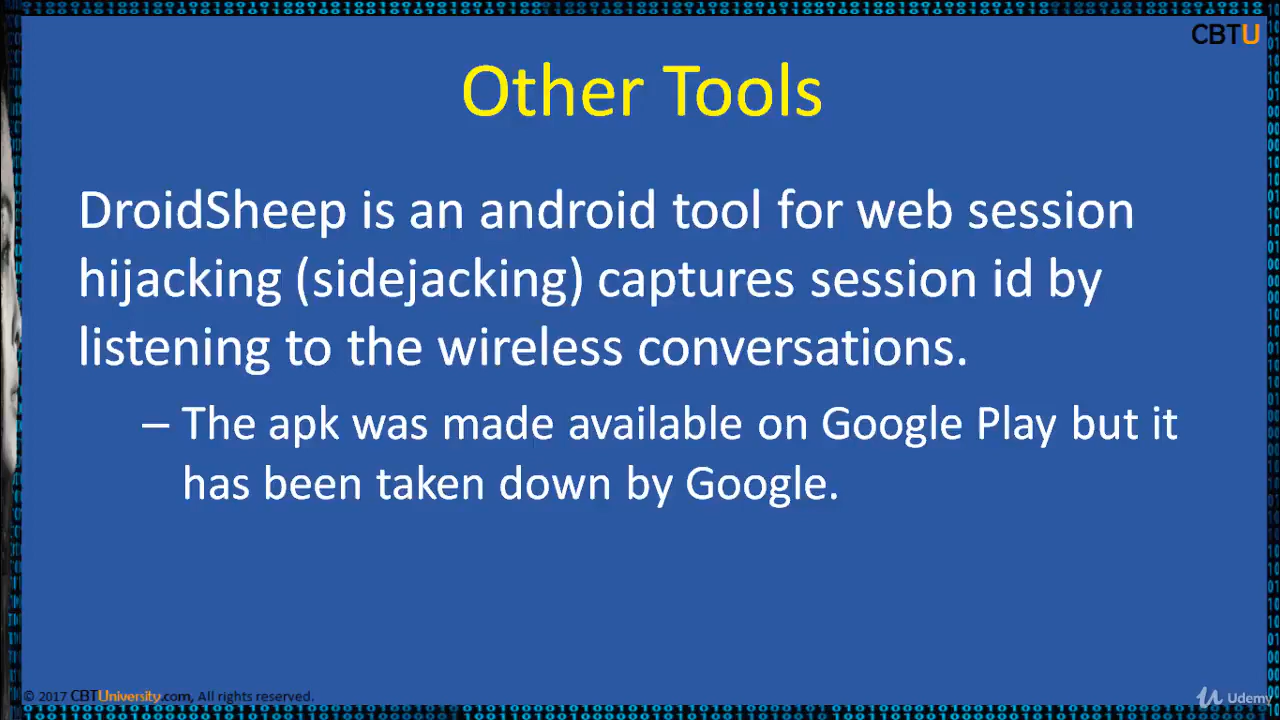 CBTU
Other Tools
DroidSheep is an android tool for web session
hijacking (sidejacking) captures session id by
listening to the wireless conversations.
– The apk was made available on Google Play but it
has been taken down by Google.
© 2017 CBTUniversity.com, All rights reserved.
Udemy